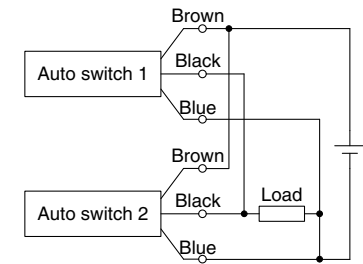 Brown
Auto switch 1
Black
Blue
Brown
Auto switch 2
Black
Load
Blue